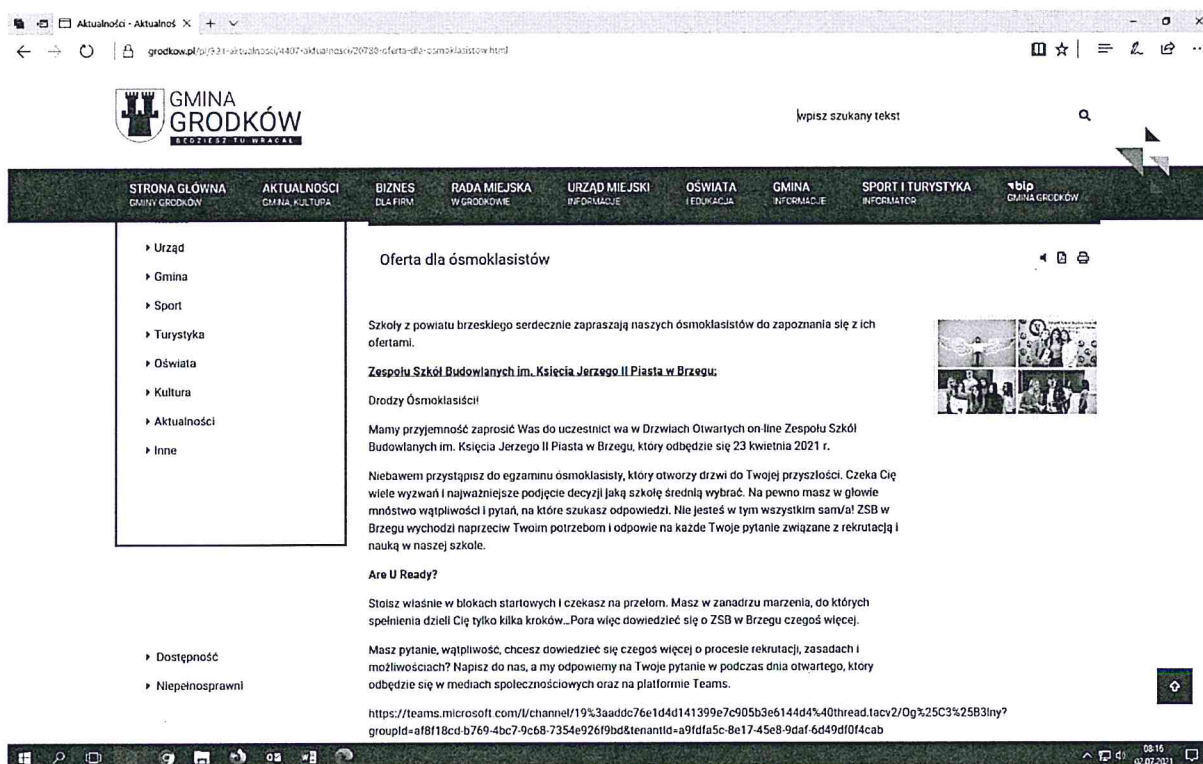 Aktualności - Aktualnoś
grodkow.pl/pl/921-aktualnosci/4407-aktualnosci/20780-oferta-dla-osmoklasistow.html
GMINA
GRODKÓW
BĘDZIESZ TU WRACAŁ
wpisz szukany tekst
STRONA GŁÓWNA
GMINY GRODKÓW
AKTUALNOŚCI
GMINA, KULTURA
BIZNES
DLA FIRM
RADA MIEJSKA
W GRODKOWIE
URZĄD MIEJSKI
INFORMACJE
OŚWIATA
I EDUKACJA
GMINA
INFORMACJE
SPORT I TURYSTYKA
INFORMATOR
bip
GMINA GRODKÓW
Urząd
Gmina
Sport
Turystyka
Oświata
Kultura
Aktualności
Inne
Dostępność
Niepełnosprawni
Oferta dla ósmoklasistów
Szkoły z powiatu brzeskiego serdecznie zapraszają naszych ósmoklasistów do zapoznania się z ich
ofertami.
Zespołu Szkół Budowlanych im. Księcia Jerzego II Piasta w Brzegu:
Drodzy Ósmoklasiści!
Mamy przyjemność zaprosić Was do uczestnict wa w Drzwiach Otwartych on-line Zespołu Szkół
Budowlanych im. Księcia Jerzego II Piasta w Brzegu, który odbędzie się 23 kwietnia 2021 r.
Niebawem przystąpisz do egzaminu ósmoklasisty, który otworzy drzwi do Twojej przyszłości. Czeka Cię
wiele wyzwań i najważniejsze podjęcie decyzji jaką szkołę średnią wybrać. Na pewno masz w głowie
mnóstwo wątpliwości i pytań, na które szukasz odpowiedzi. Nie jesteś w tym wszystkim sam/a! ZSB w
Brzegu wychodzi naprzeciw Twoim potrzebom i odpowie na każde Twoje pytanie związane z rekrutacją i
nauką w naszej szkole.
Are U Ready?
Stoisz właśnie w blokach startowych i czekasz na przełom. Masz w zanadrzu marzenia, do których
spełnienia dzieli Cię tylko kilka kroków...Pora więc dowiedzieć się o ZSB w Brzegu czegoś więcej.
Masz pytanie, wątpliwość, chcesz dowiedzieć się czegoś więcej o procesie rekrutacji, zasadach i
możliwościach? Napisz do nas, a my odpowiemy na Twoje pytanie w podczas dnia otwartego, który
odbędzie się w mediach społecznościowych oraz na platformie Teams.
https://teams.microsoft.com/l/channel/19%3aaddc76e1d4d141399e7c905b3e6144d4%40thread.tacv2/Og%25C3%25B3lny?
groupId=af8f18cd-b769-4bc7-9c68-7354e926f9bd&tenantId=a9fdfa5c-8e17-45e8-9daf-6d49df0f4cab
08:16
02.07.2021